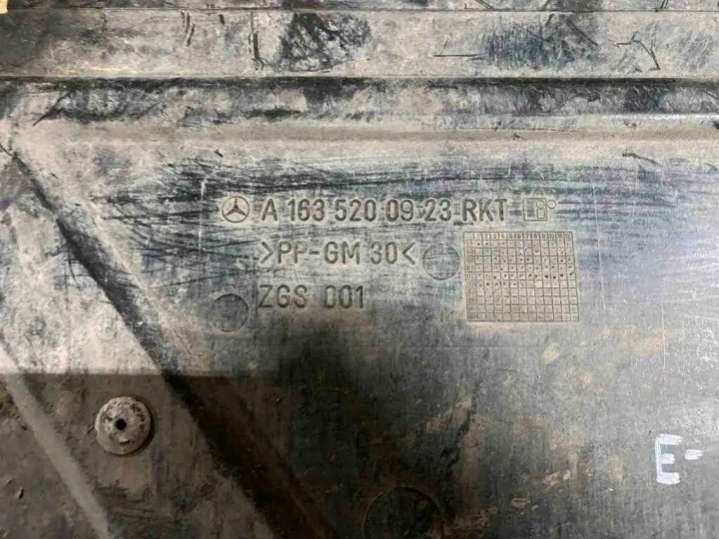 A 163 520 09 23 RKT
>PP-GM 30<
ZGS 001
E-